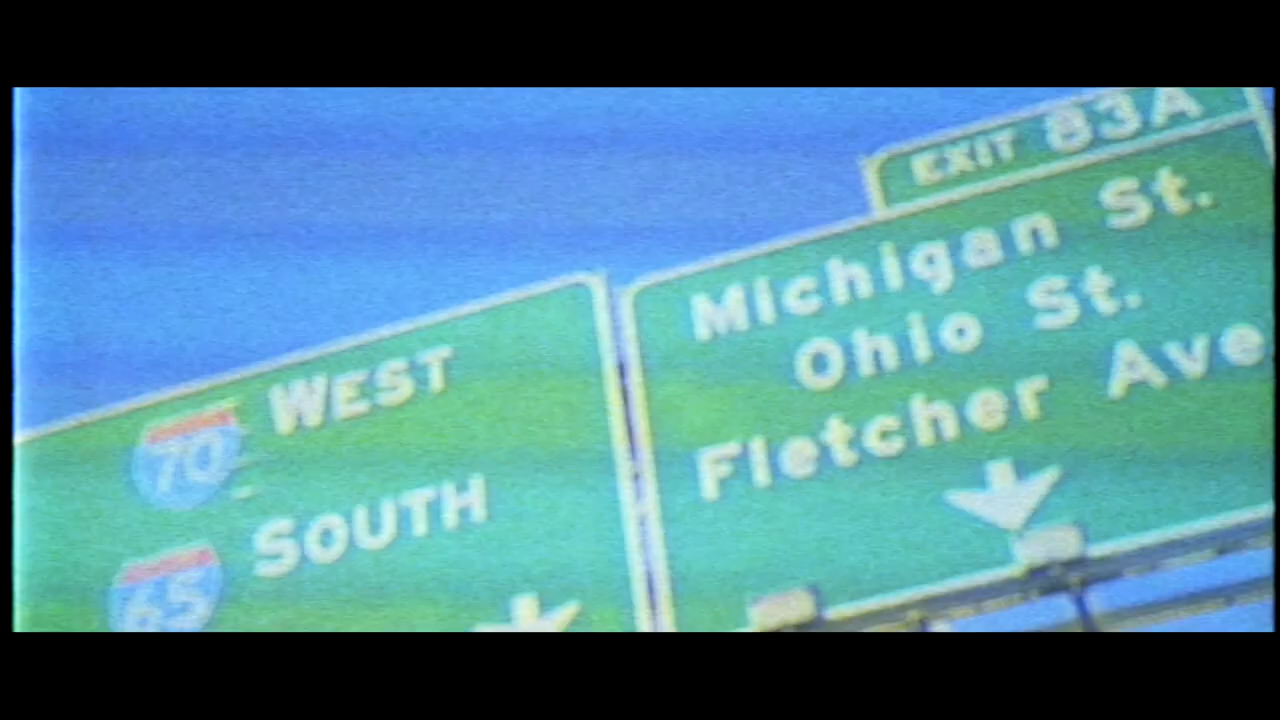 70 WEST
65 SOUTH
EXIT 83A
Michigan St.
Ohio St.
Fletcher Ave